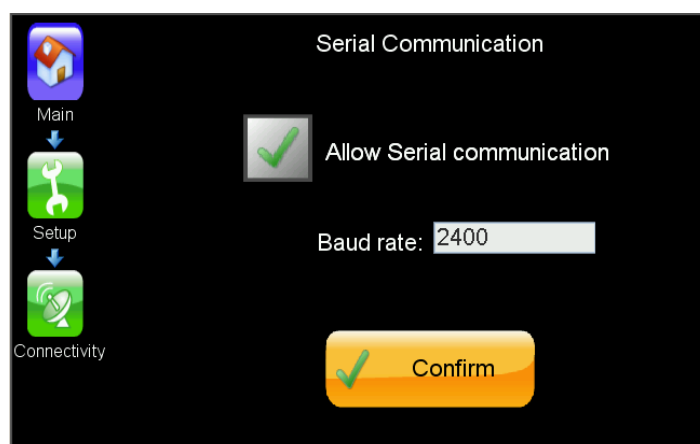 Serial Communication
Main
Allow Serial communication
Setup
Baud rate: 2400
Connectivity
Confirm